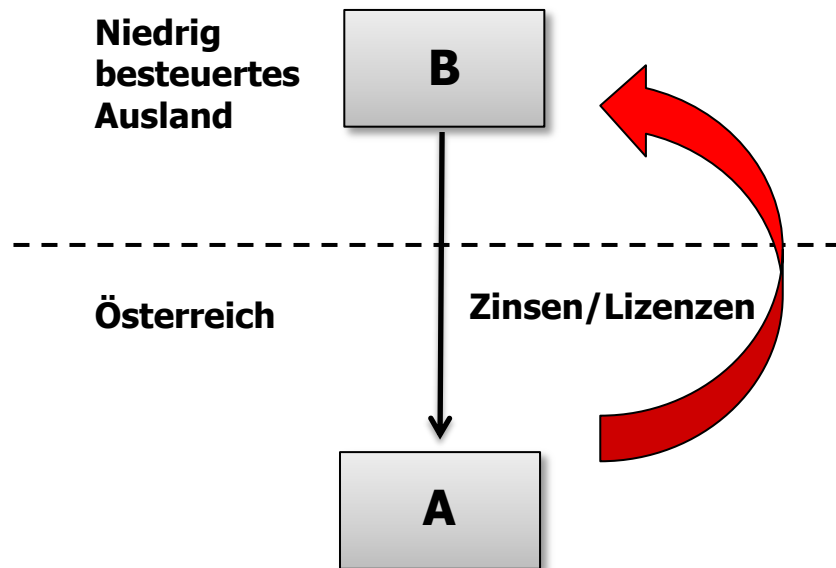 Niedrig
besteuertes
Ausland
B
Österreich
Zinsen/Lizenzen
A